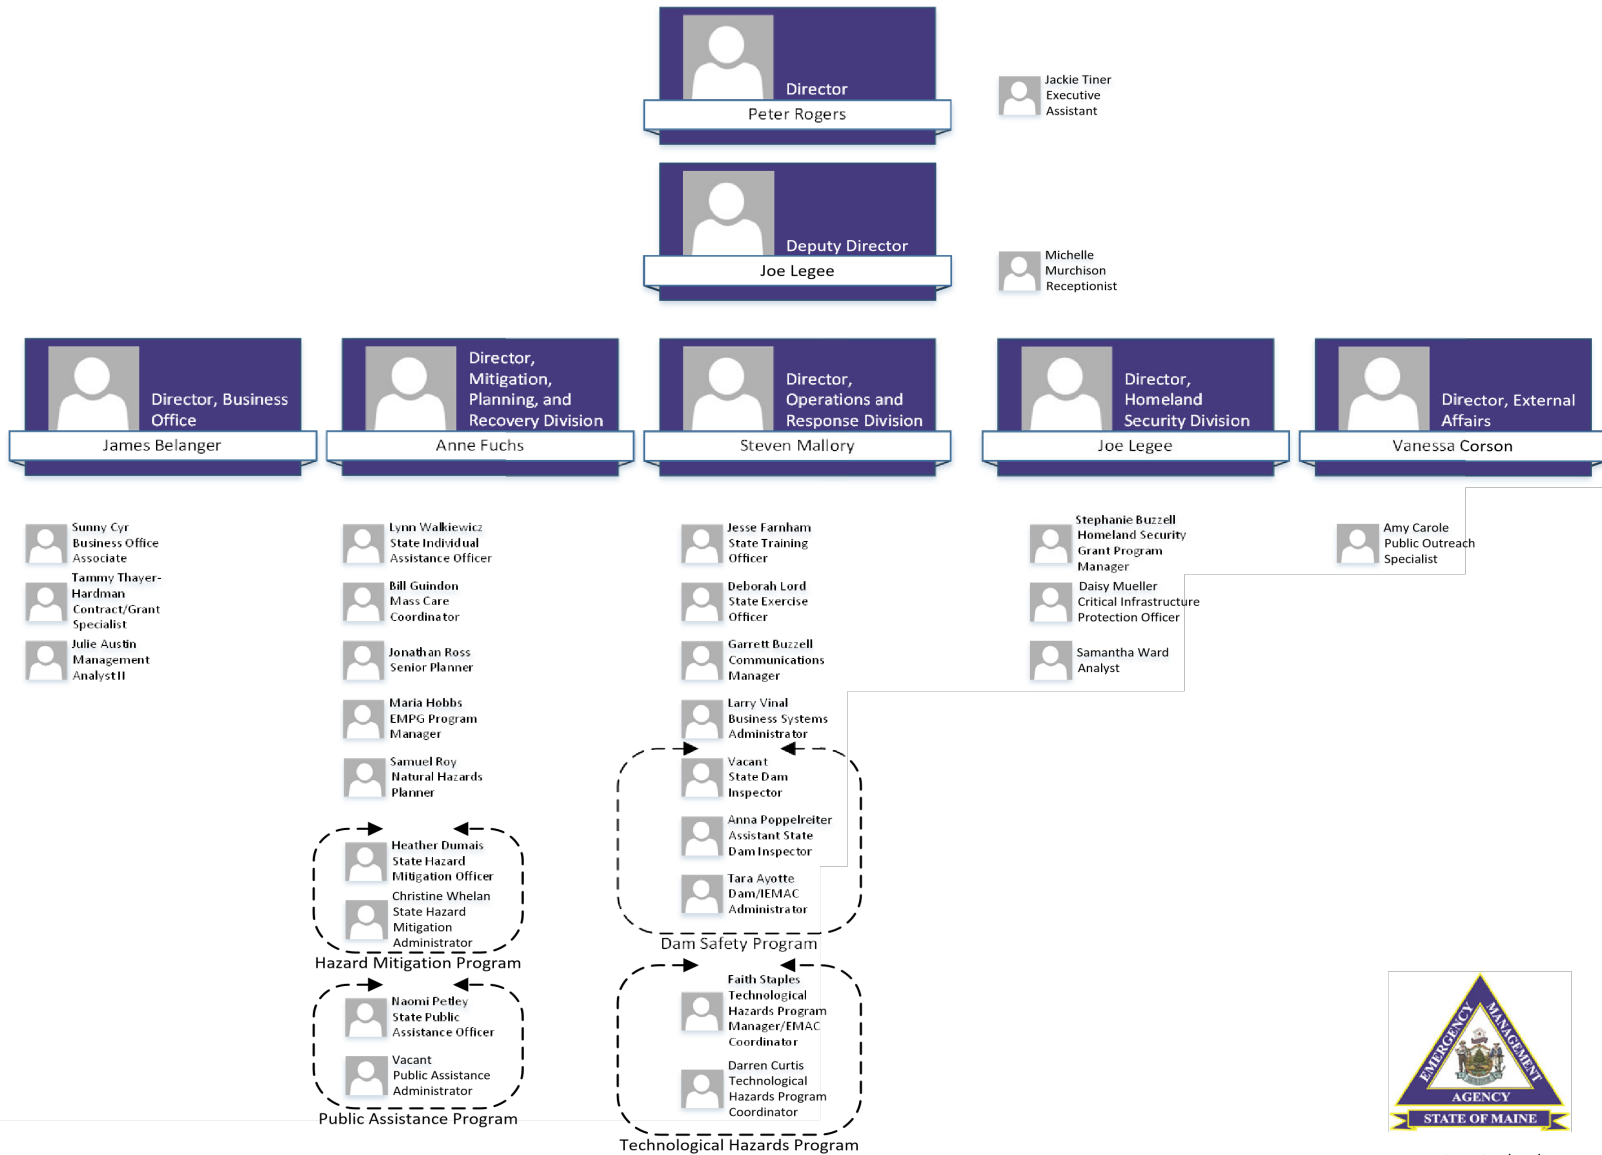 Director
Peter Rogers
Jackie Tiner
Executive
Assistant
Deputy Director
Joe Legee
Michelle
Murchison
Receptionist
Director, Business
Office
James Belanger
Director,
Mitigation,
Planning, and
Recovery Division
Anne Fuchs
Director,
Operations and
Response Division
Steven Mallory
Director,
Homeland
Security Division
Joe Legee
Director, External
Affairs
Vanessa Corson
Sunny Cyr
Business Office
Associate
Tammy Thayer-
Hardman
Contract/Grant
Specialist
Julie Austin
Management
Analyst II
Lynn Walkiewicz
State Individual
Assistance Officer
Bill Guindon
Mass Care
Coordinator
Jonathan Ross
Senior Planner
Maria Hobbs
EMPG Program
Manager
Samuel Roy
Natural Hazards
Planner
Heather Dumais
State Hazard
Mitigation Officer
Christine Whelan
State Hazard
Mitigation
Administrator
Hazard Mitigation Program
Naomi Petley
State Public
Assistance Officer
Vacant
Public Assistance
Administrator
Public Assistance Program
Jesse Farnham
State Training
Officer
Deborah Lord
State Exercise
Officer
Garrett Buzzell
Communications
Manager
Larry Vinal
Business Systems
Administrator
Vacant
State Dam
Inspector
Anna Poppelreiter
Assistant State
Dam Inspector
Tara Ayotte
Dam/IEMAC
Administrator
Dam Safety Program
Faith Staples
Technological
Hazards Program
Manager/EMAC
Coordinator
Darren Curtis
Technological
Hazards Program
Coordinator
Technological Hazards Program
Stephanie Buzzell
Homeland Security
Grant Program
Manager
Daisy Mueller
Critical Infrastructure
Protection Officer
Samantha Ward
Analyst
Amy Carole
Public Outreach
Specialist
EMERGENCY
MANAGEMENT
AGENCY
STATE OF MAINE